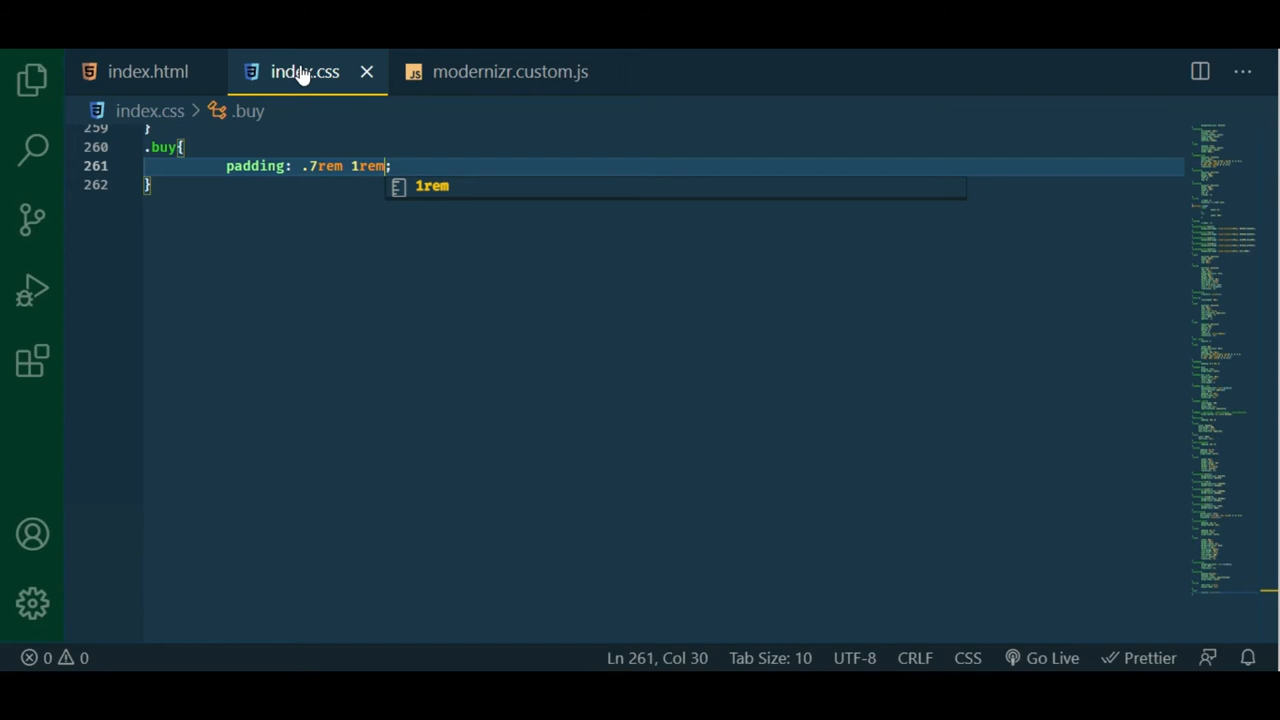 index.html index.css modernizr.custom.js
index.css > .buy
259 }
260 .buy{
261 padding: .7rem 1rem;
1rem
262 }
0 0 Ln 261, Col 30 Tab Size: 10 UTF-8 CRLF CSS Go Live Prettier